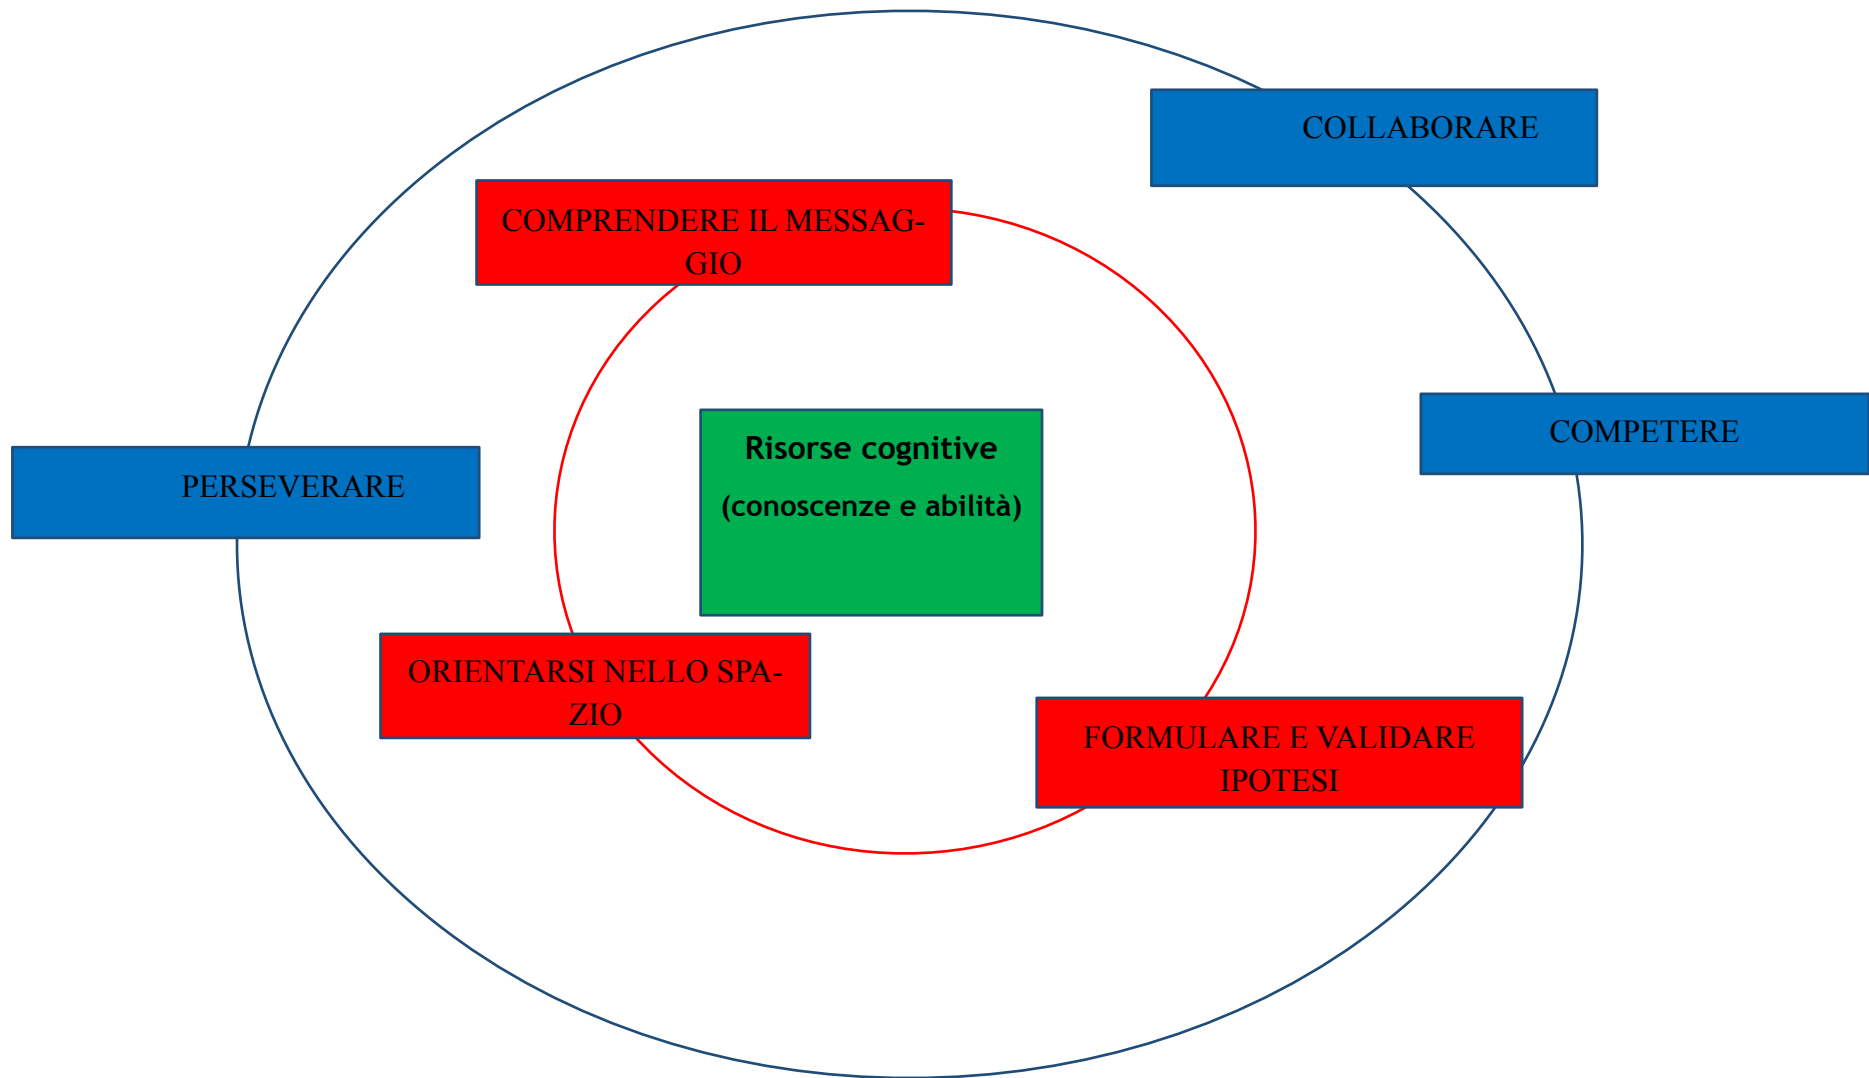 COLLABORARE
COMPRENDERE IL MESSAG-
GIO
COMPETERE
Risorse cognitive
(conoscenze e abilità)
PERSEVERARE
ORIENTARSI NELLO SPA-
ZIO
FORMULARE E VALIDARE
IPOTESI